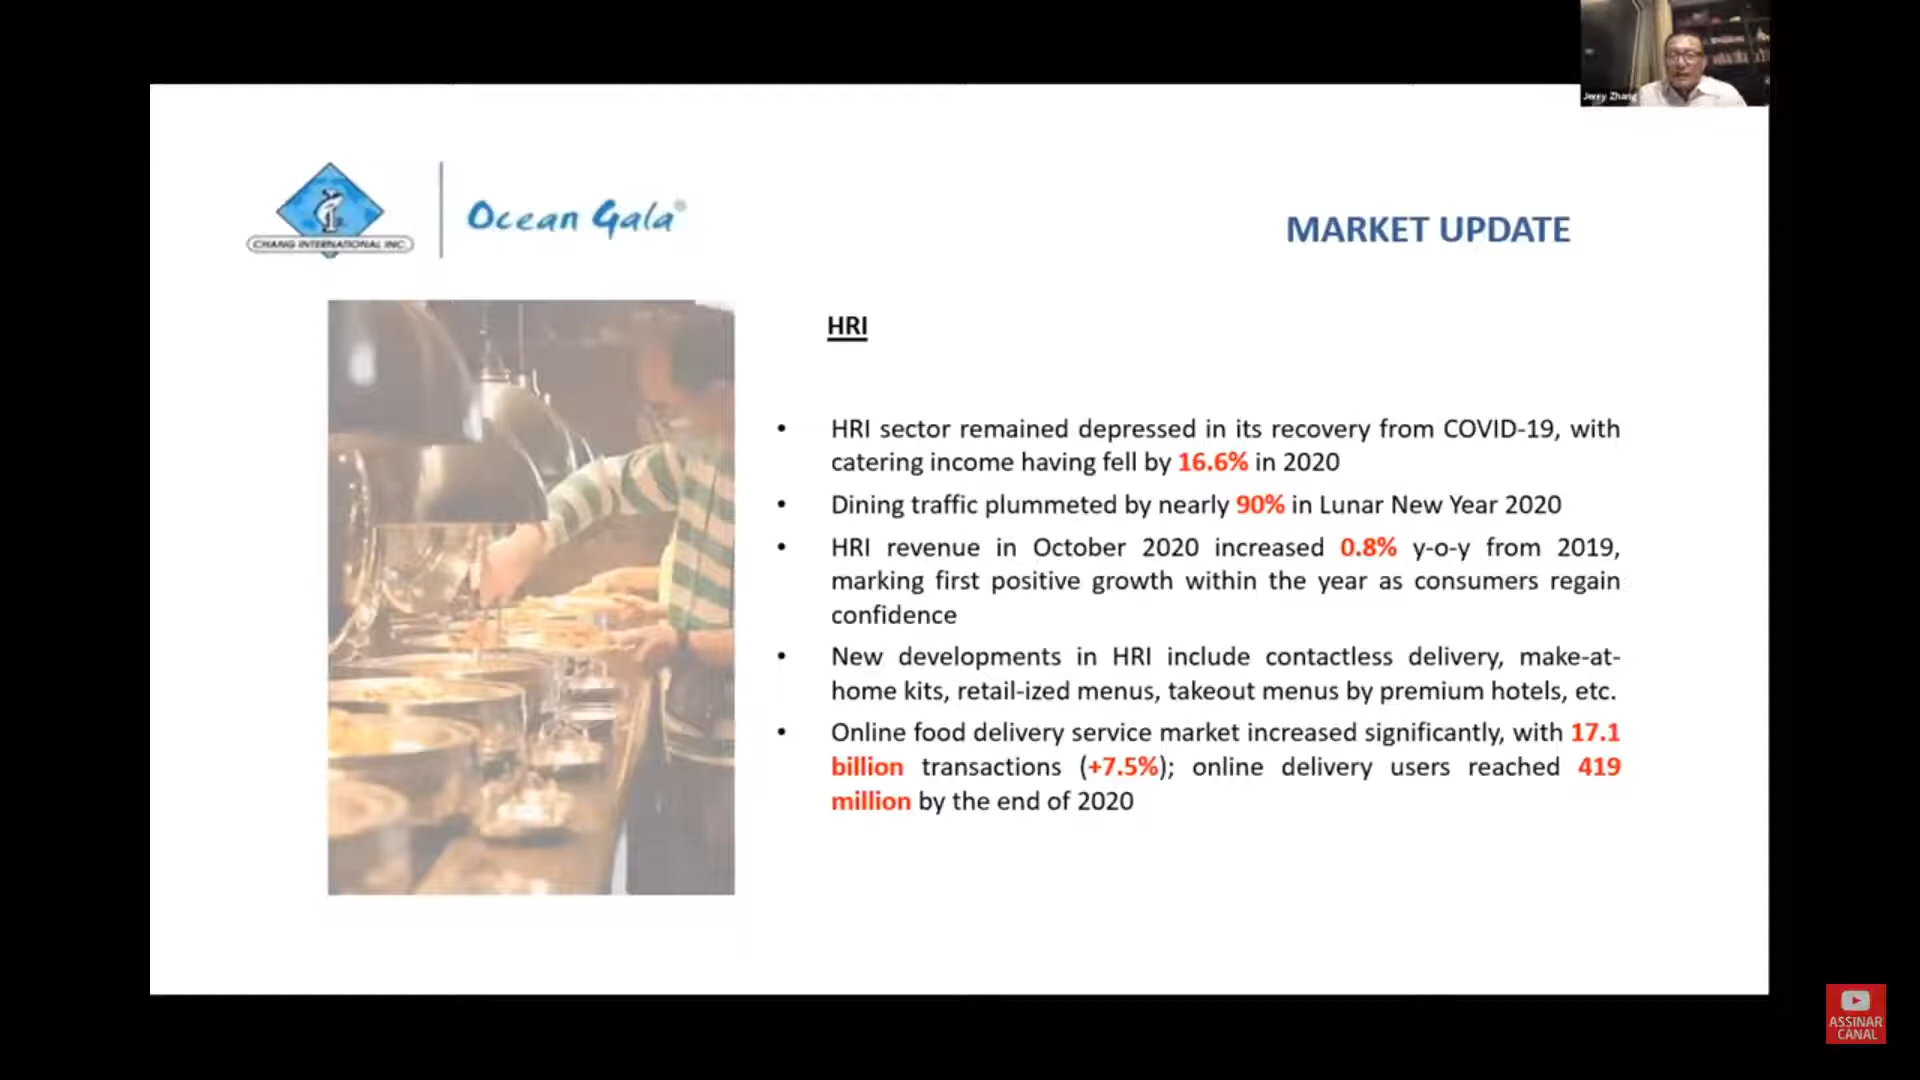 Jerry Zhang
CHANG INTERNATIONAL INC.
Ocean Gala®
MARKET UPDATE
HRI
• HRI sector remained depressed in its recovery from COVID-19, with
catering income having fell by 16.6% in 2020
• Dining traffic plummeted by nearly 90% in Lunar New Year 2020
• HRI revenue in October 2020 increased 0.8% y-o-y from 2019,
marking first positive growth within the year as consumers regain
confidence
• New developments in HRI include contactless delivery, make-at-
home kits, retail-ized menus, takeout menus by premium hotels, etc.
• Online food delivery service market increased significantly, with 17.1
billion transactions (+7.5%); online delivery users reached 419
million by the end of 2020
ASSINAR
CANAL